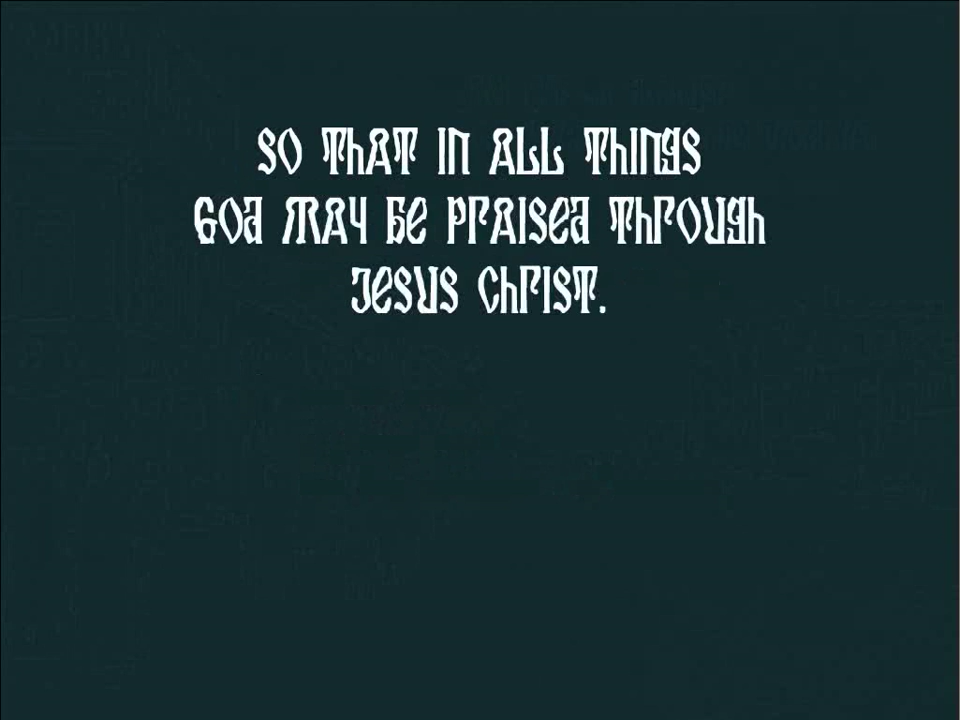 SO THAT IN ALL THINGS
GOD MAY BE PRAISED THROUGH
JESUS CHRIST.